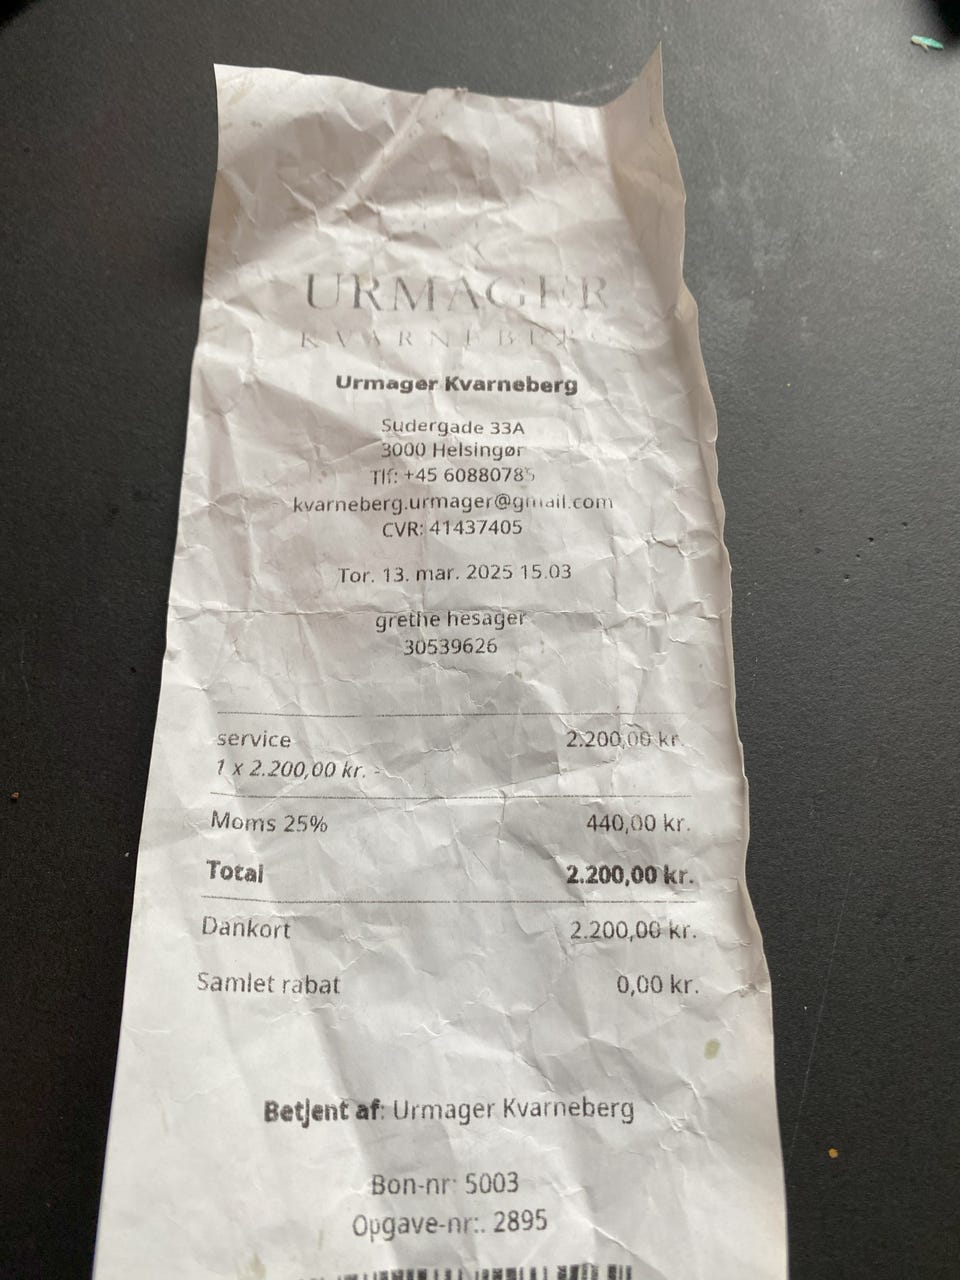 URMAGER
KVARNEBERG
Urmager Kvarneberg
Sudergade 33A
3000 Helsingør
Tlf: +45 60880785
kvarneberg.urmager@gmail.com
CVR: 41437405
Tor. 13. mar. 2025 15.03
grethe hesager
30539626
service 2.200,00 kr.
1 x 2.200,00 kr. -
Moms 25% 440,00 kr.
Total 2.200,00 kr.
Dankort 2.200,00 kr.
Samlet rabat 0,00 kr.
Betjent af: Urmager Kvarneberg
Bon-nr: 5003
Opgave-nr:. 2895